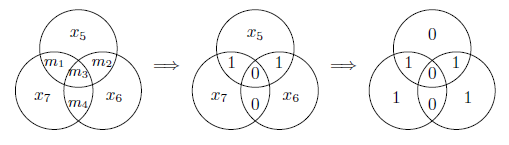 x₅ ⟹ x₅ ⟹ 0
m₁ m₂ 1 1 1 1
m₃ 0 0
x₇ m₄ x₆ x₇ 0 x₆ 1 0 1